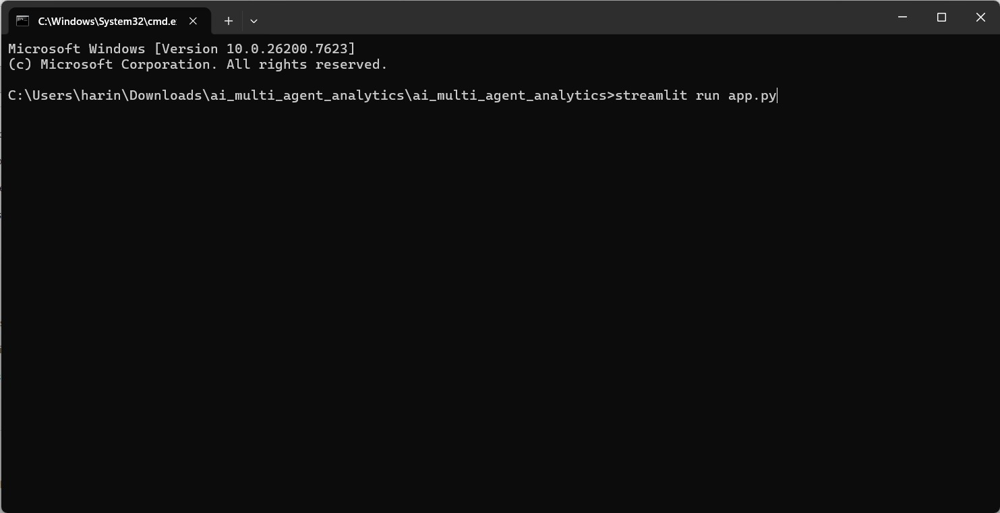 C:\Windows\System32\cmd.e
Microsoft Windows [Version 10.0.26200.7623]
(c) Microsoft Corporation. All rights reserved.
C:\Users\harin\Downloads\ai_multi_agent_analytics\ai_multi_agent_analytics>streamlit run app.py